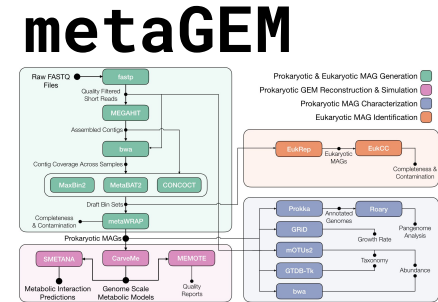 metaGEM
Raw FASTQ
Files
fastp
Quality Filtered
Short Reads
MEGAHIT
Assembled Contigs
bwa
Contig Coverage Across Samples
MaxBin2
MetaBAT2
CONCOCT
Draft Bin Sets
Completeness
& Contamination
metaWRAP
Prokaryotic MAGs
SMETANA
CarveMe
MEMOTE
Metabolic Interaction
Predictions
Genome Scale
Metabolic Models
Quality
Reports
Prokaryotic & Eukaryotic MAG Generation
Prokaryotic GEM Reconstruction & Simulation
Prokaryotic MAG Characterization
Eukaryotic MAG Identification
EukRep
Eukaryotic
MAGs
EukCC
Completeness &
Contamination
Prokka
Annotated
Genomes
Roary
GRiD
Growth Rate
Pangenome
Analysis
mOTUs2
Taxonomy
GTDB-Tk
Abundance
bwa